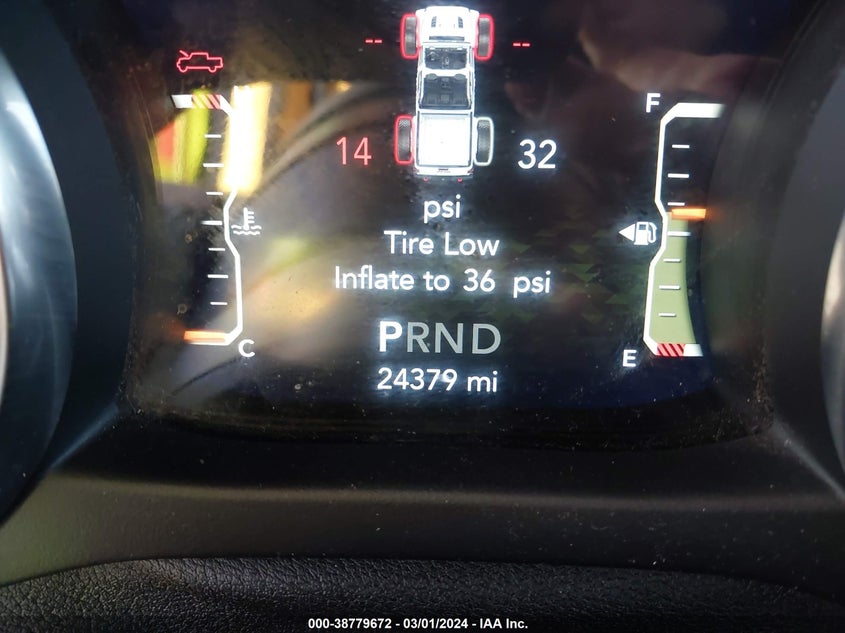 -- --
F
14 32
psi
Tire Low
Inflate to 36 psi
PRND
C E
24379 mi
000-38779672 - 03/01/2024 - IAA Inc.